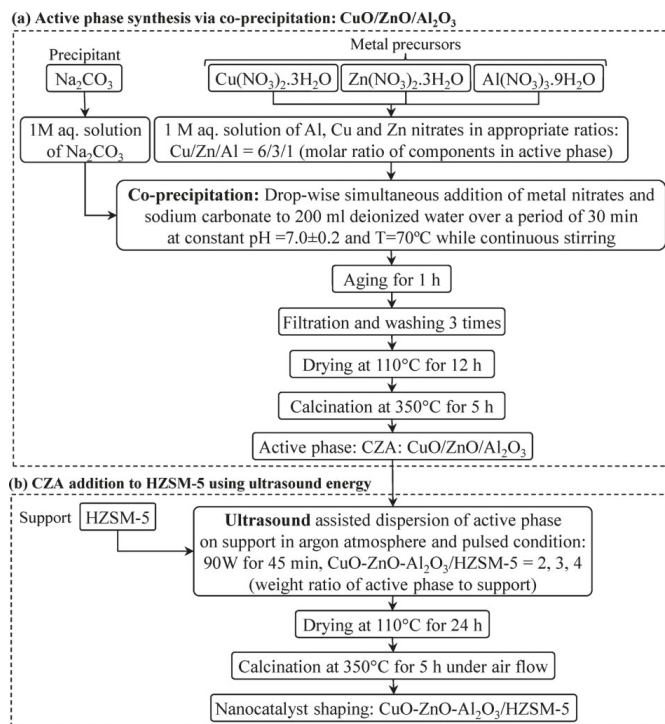 (a) Active phase synthesis via co-precipitation: CuO/ZnO/Al₂O₃
Precipitant
Metal precursors
Na₂CO₃
Cu(NO₃)₂.3H₂O
Zn(NO₃)₂.3H₂O
Al(NO₃)₃.9H₂O
1M aq. solution
of Na₂CO₃
1 M aq. solution of Al, Cu and Zn nitrates in appropriate ratios:
Cu/Zn/Al = 6/3/1 (molar ratio of components in active phase)
Co-precipitation: Drop-wise simultaneous addition of metal nitrates and
sodium carbonate to 200 ml deionized water over a period of 30 min
at constant pH =7.0±0.2 and T=70ºC while continuous stirring
Aging for 1 h
Filtration and washing 3 times
Drying at 110°C for 12 h
Calcination at 350°C for 5 h
Active phase: CZA: CuO/ZnO/Al₂O₃
(b) CZA addition to HZSM-5 using ultrasound energy
Support
HZSM-5
Ultrasound assisted dispersion of active phase
on support in argon atmosphere and pulsed condition:
90W for 45 min, CuO-ZnO-Al₂O₃/HZSM-5 = 2, 3, 4
(weight ratio of active phase to support)
Drying at 110°C for 24 h
Calcination at 350°C for 5 h under air flow
Nanocatalyst shaping: CuO-ZnO-Al₂O₃/HZSM-5